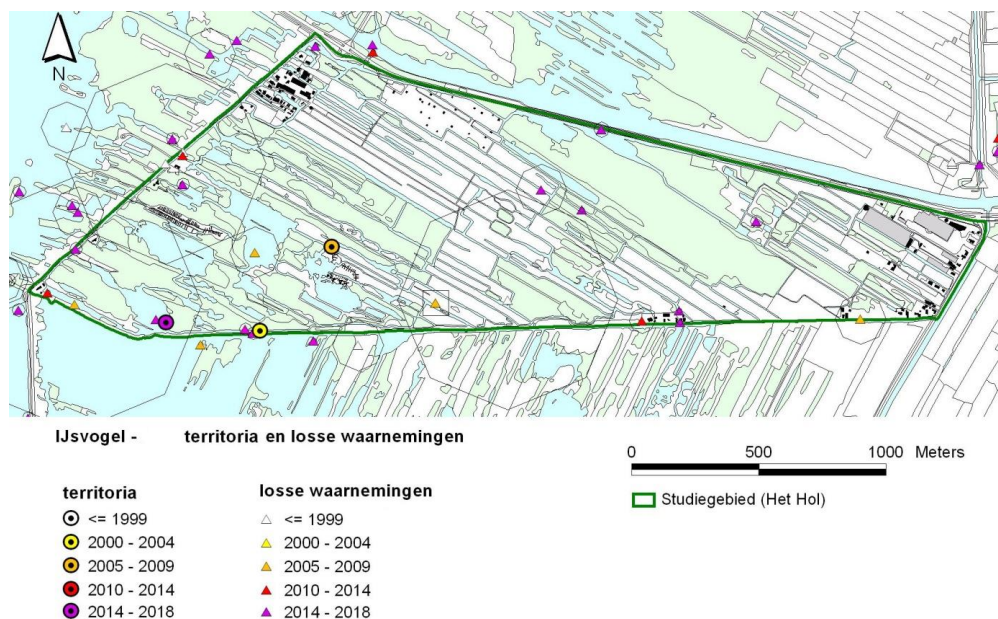 N
IJsvogel - territoria en losse waarnemingen
0 500 1000 Meters
Studiegebied (Het Hol)
territoria
<= 1999
2000 - 2004
2005 - 2009
2010 - 2014
2014 - 2018
losse waarnemingen
<= 1999
2000 - 2004
2005 - 2009
2010 - 2014
2014 - 2018